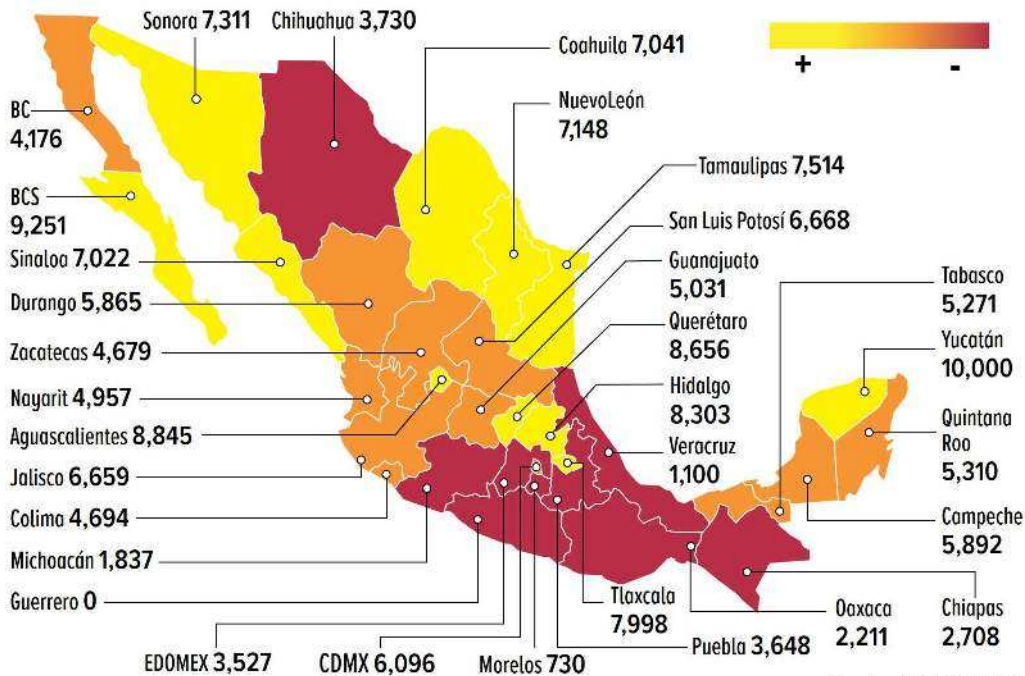 Sonora 7,311
Chihuahua 3,730
Coahuila 7,041
+
-
BC
4,176
NuevoLeón
7,148
Tamaulipas 7,514
BCS
9,251
San Luis Potosí 6,668
Sinaloa 7,022
Guanajuato
5,031
Tabasco
5,271
Durango 5,865
Querétaro
8,656
Yucatán
10,000
Zacatecas 4,679
Hidalgo
8,303
Nayarit 4,957
Quintana
Roo
5,310
Aguascalientes 8,845
Veracruz
1,100
Jalisco 6,659
Colima 4,694
Campeche
5,892
Michoacán 1,837
Guerrero 0
Tlaxcala
7,998
Oaxaca
2,211
Chiapas
2,708
EDOMEX 3,527
CDMX 6,096
Morelos 730
Puebla 3,648